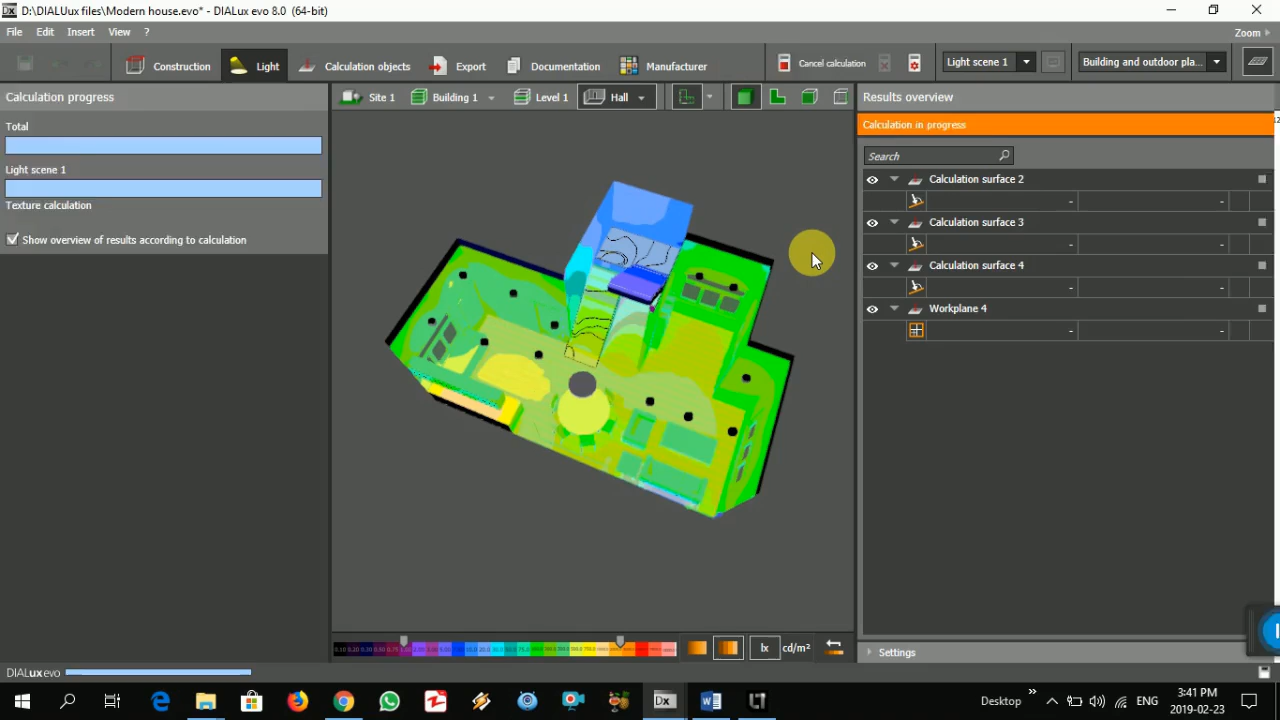 D:\DIALUux files\Modern house.evo* - DIALux evo 8.0 (64-bit)
File Edit Insert View ?
Zoom
Construction Light Calculation objects Export Documentation Manufacturer
Cancel calculation Light scene 1 Building and outdoor pla...
Calculation progress
Site 1 Building 1 Level 1 Hall
Results overview
Total
Calculation in progress
Light scene 1
Search
Texture calculation
Show overview of results according to calculation
Calculation surface 2
- -
Calculation surface 3
- -
Calculation surface 4
- -
Workplane 4
- -
lx cd/m²
Settings
DIALux evo
Desktop
ENG
3:41 PM
2019-02-23